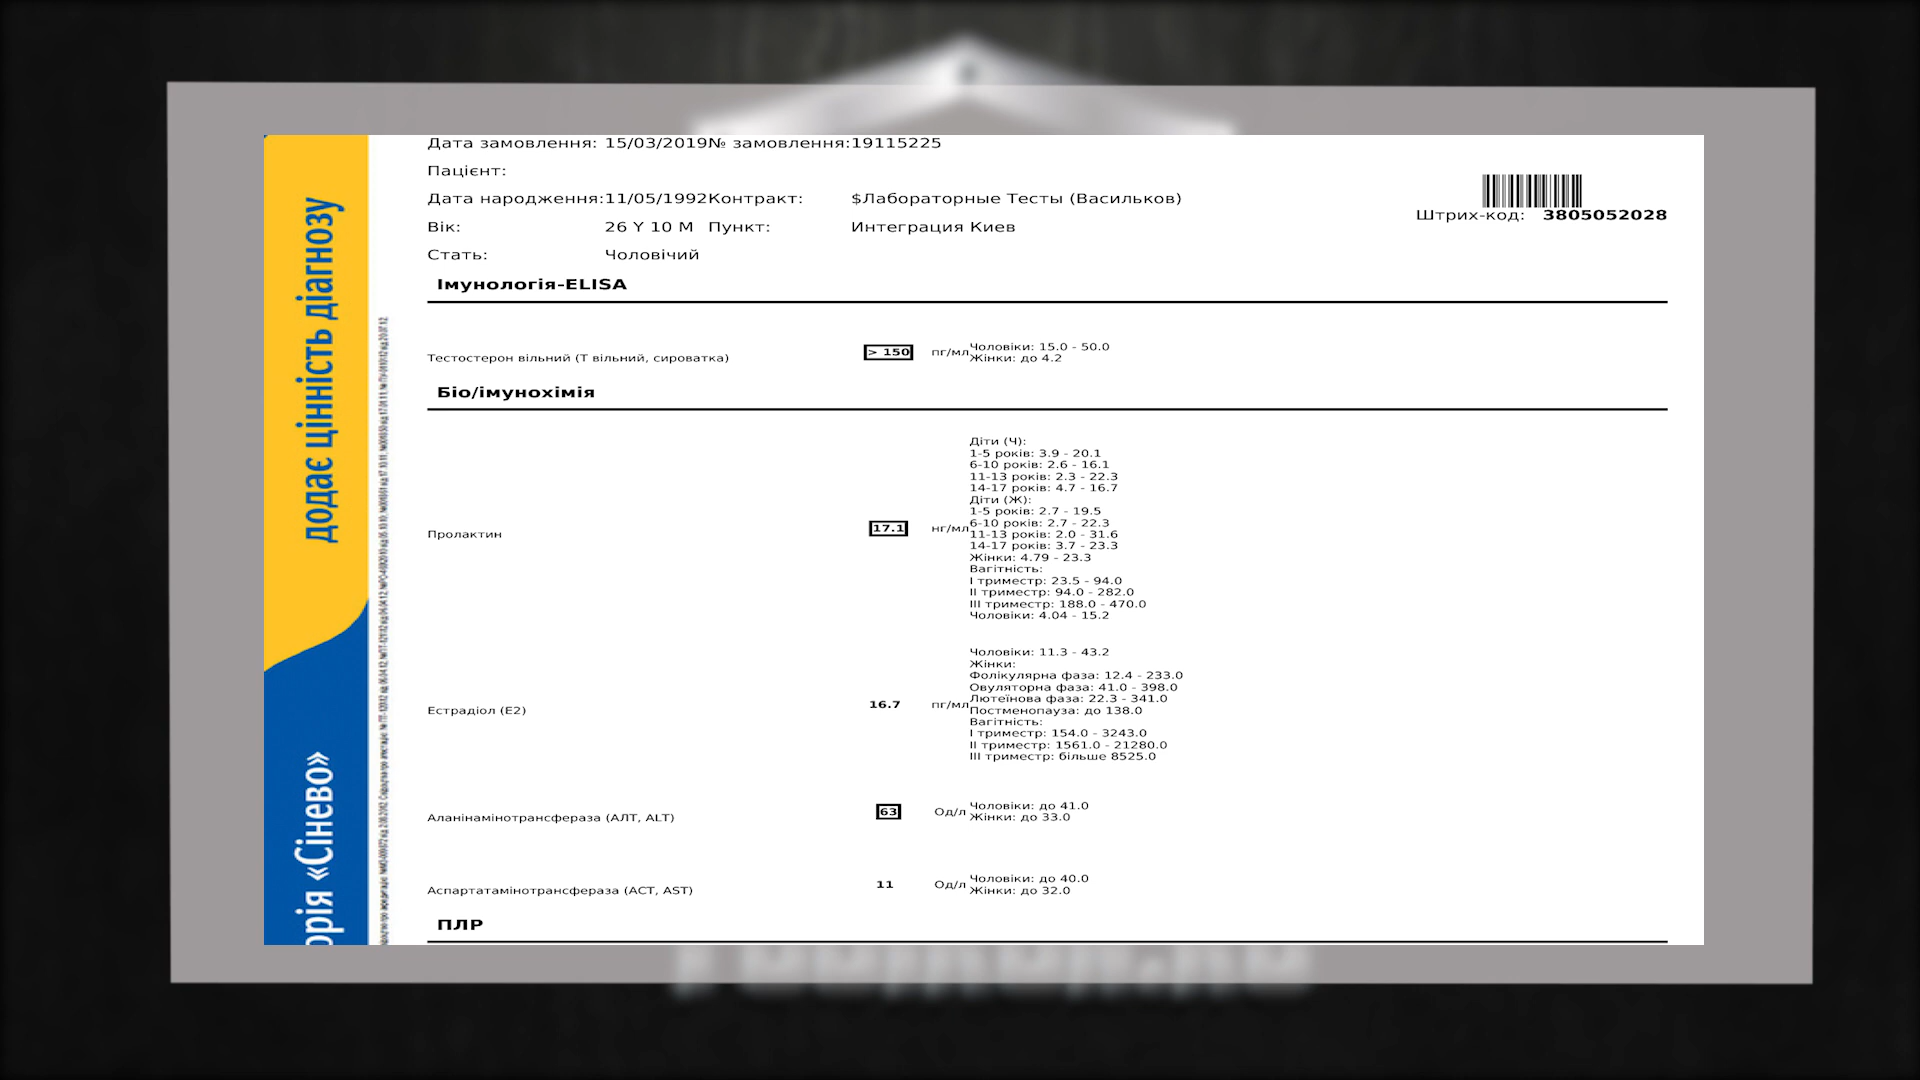 Дата замовлення: 15/03/2019№ замовлення:19115225
Пацієнт:
Дата народження:11/05/1992Контракт: $Лабораторные Тесты (Васильков)
Штрих-код: 3805052028
Вік: 26 Y 10 M Пункт: Интеграция Киев
Стать: Чоловічий
Імунологія-ELISA
Тестостерон вільний (Т вільний, сироватка) > 150 пг/мл
Чоловіки: 15.0 - 50.0
Жінки: до 4.2
Біо/імунохімія
Пролактин 17.1 нг/мл
Діти (Ч):
1-5 років: 3.9 - 20.1
6-10 років: 2.6 - 16.1
11-13 років: 2.3 - 22.3
14-17 років: 4.7 - 16.7
Діти (Ж):
1-5 років: 2.7 - 19.5
6-10 років: 2.7 - 22.3
11-13 років: 2.0 - 31.6
14-17 років: 3.7 - 23.3
Жінки: 4.79 - 23.3
Вагітність:
I триместр: 23.5 - 94.0
II триместр: 94.0 - 282.0
III триместр: 188.0 - 470.0
Чоловіки: 4.04 - 15.2
Естрадіол (Е2) 16.7 пг/мл
Чоловіки: 11.3 - 43.2
Жінки:
Фолікулярна фаза: 12.4 - 233.0
Овуляторна фаза: 41.0 - 398.0
Лютеїнова фаза: 22.3 - 341.0
Постменопауза: до 138.0
Вагітність:
I триместр: 154.0 - 3243.0
II триместр: 1561.0 - 21280.0
III триместр: більше 8525.0
Аланінамінотрансфераза (АЛТ, ALT) 63 Од/л
Чоловіки: до 41.0
Жінки: до 33.0
Аспартатамінотрансфераза (АСТ, AST) 11 Од/л
Чоловіки: до 40.0
Жінки: до 32.0
ПЛР
додає цінність діагнозу
орія «Сінево»